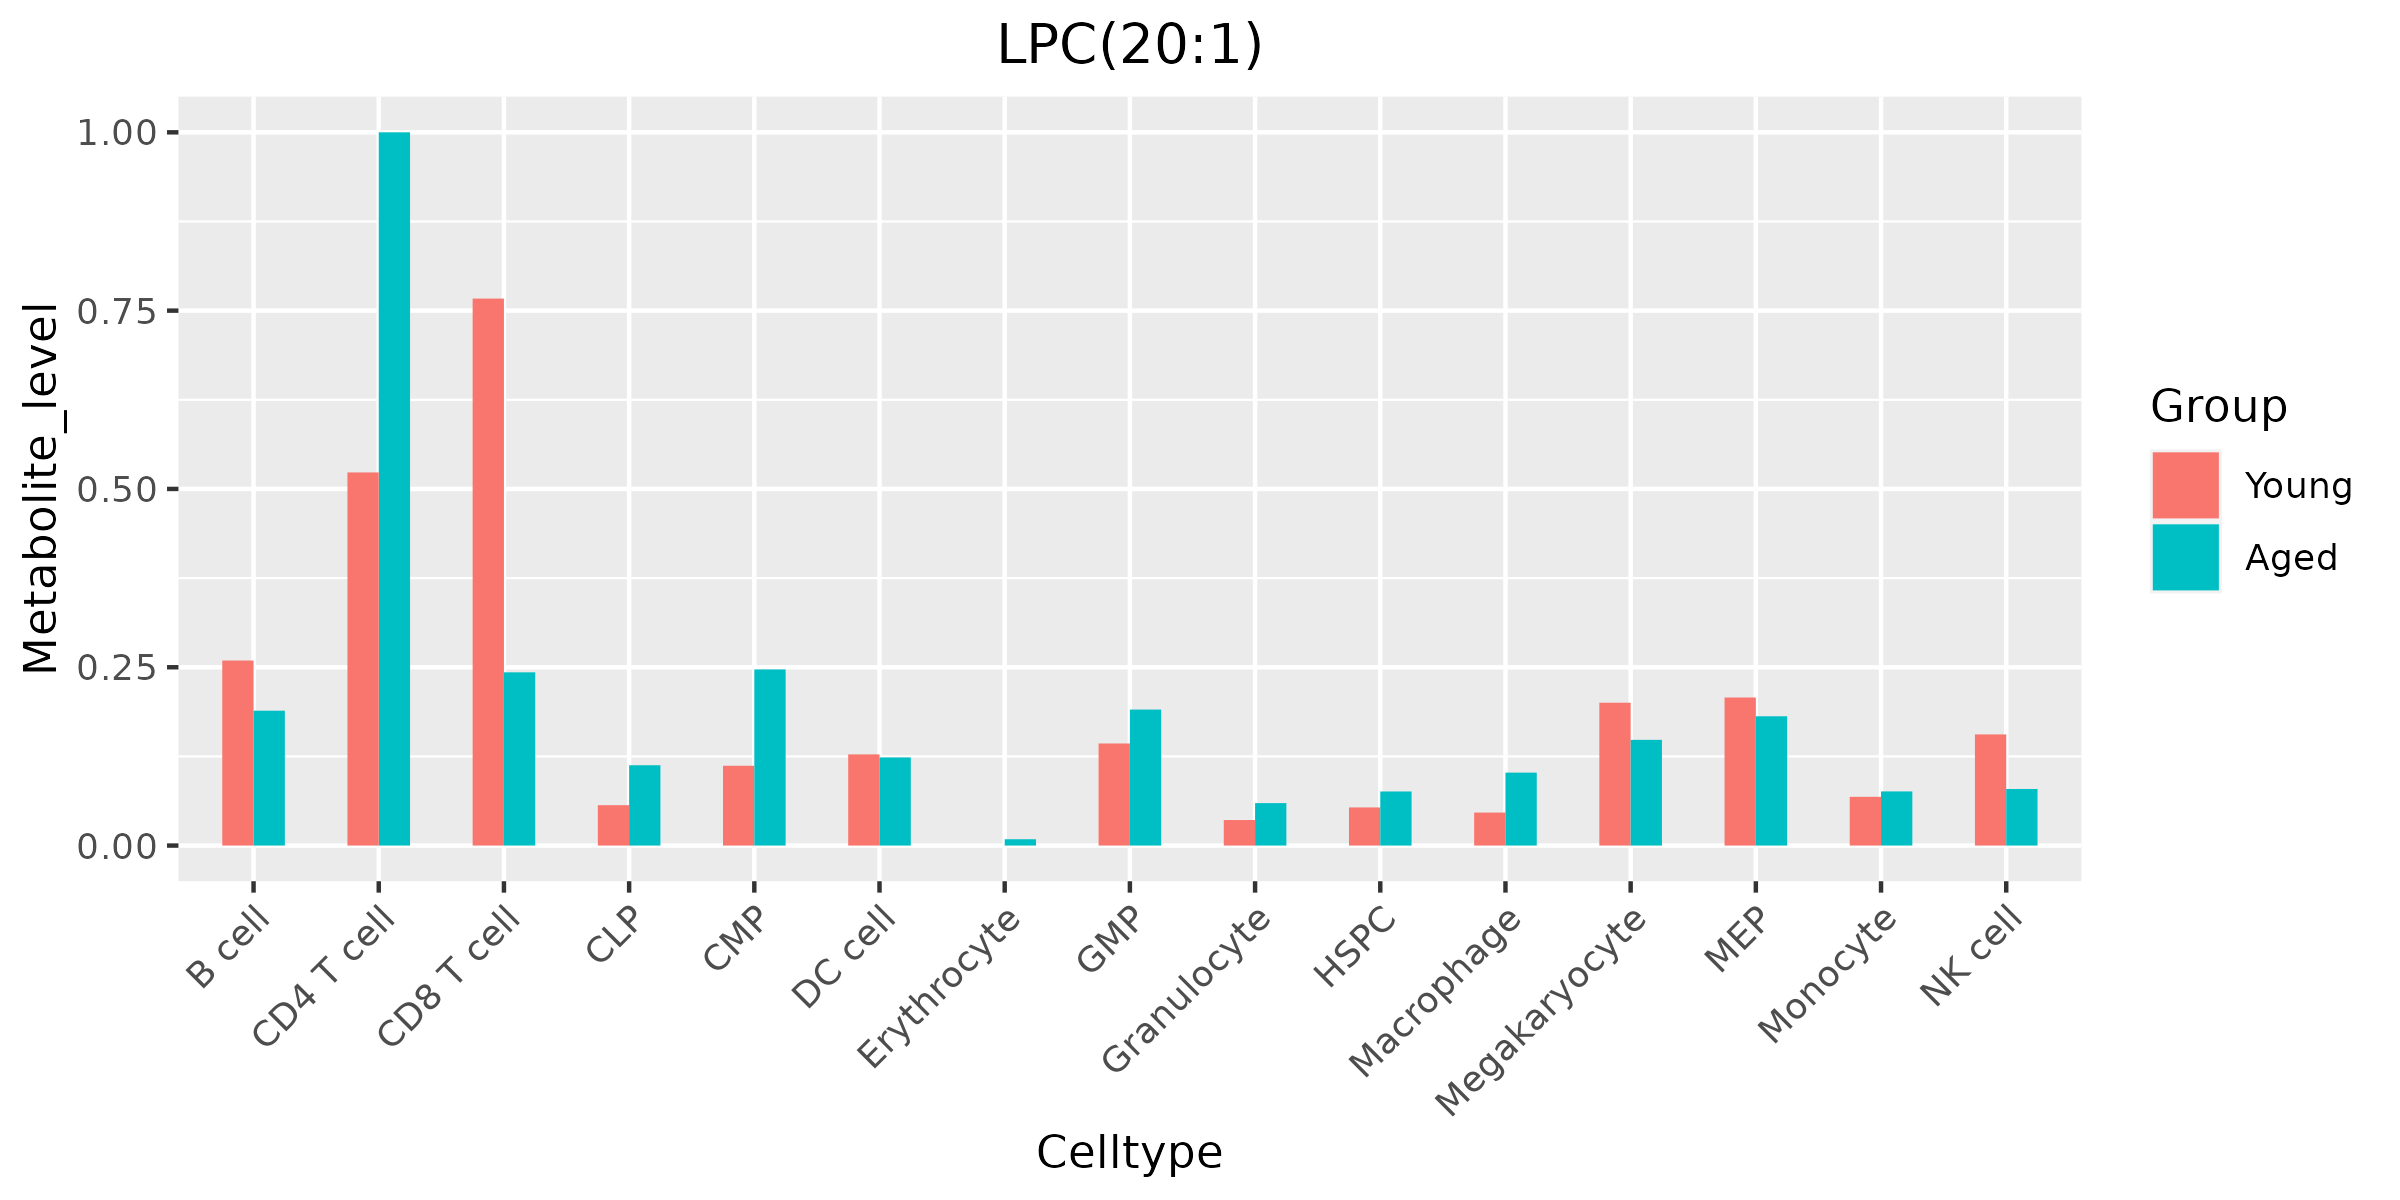 LPC(20:1)
Metabolite_level
1.00
0.75
0.50
0.25
0.00
B cell
CD4 T cell
CD8 T cell
CLP
CMP
DC cell
Erythrocyte
GMP
Granulocyte
HSPC
Macrophage
Megakaryocyte
MEP
Monocyte
NK cell
Celltype
Group
Young
Aged